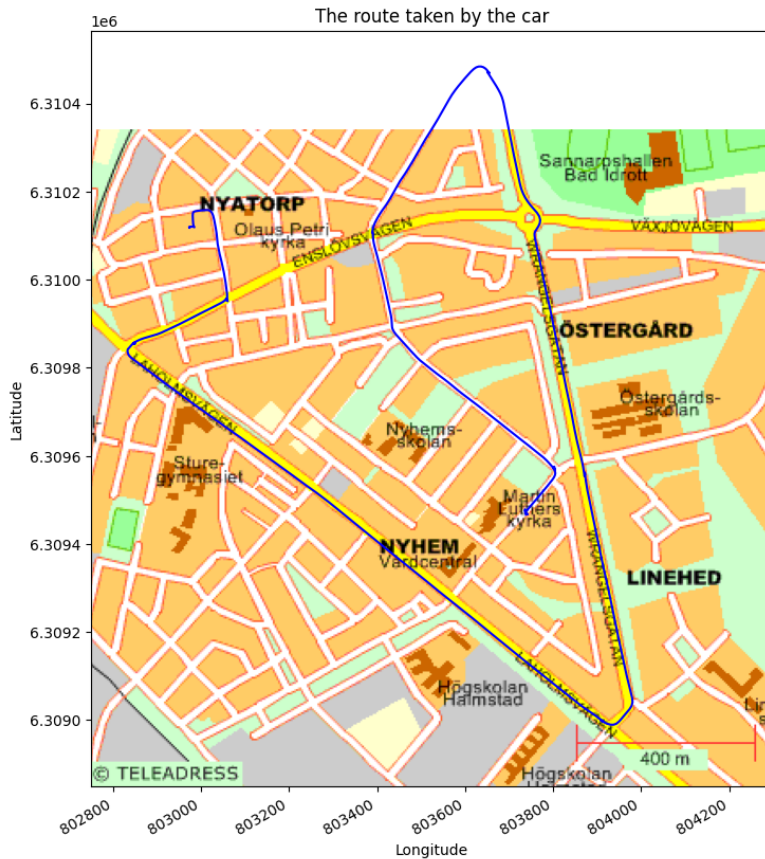 The route taken by the car
1e6
6.3104
6.3102
6.3100
6.3098
6.3096
6.3094
6.3092
6.3090
Latitude
Sannarpshallen
Bad Idrott
NYATORP
Olaus Petri
kyrka
ENSLÖVSVÄGEN
VÄXJÖVÄGEN
WRANGELSGATAN
ÖSTERGÅRD
LAHOLMSVÄGEN
Östergårds-
skolan
Nyhems-
skolan
Sture-
gymnasiet
Martin
Luthers
kyrka
NYHEM
Vårdcentral
WRANGELSGATAN
LINEHED
LAHOLMSVÄGEN
Högskolan
Halmstad
Lin
s
400 m
© TELEADRESS
Högskolan
Halmstad
802800
803000
803200
803400
803600
803800
804000
804200
Longitude